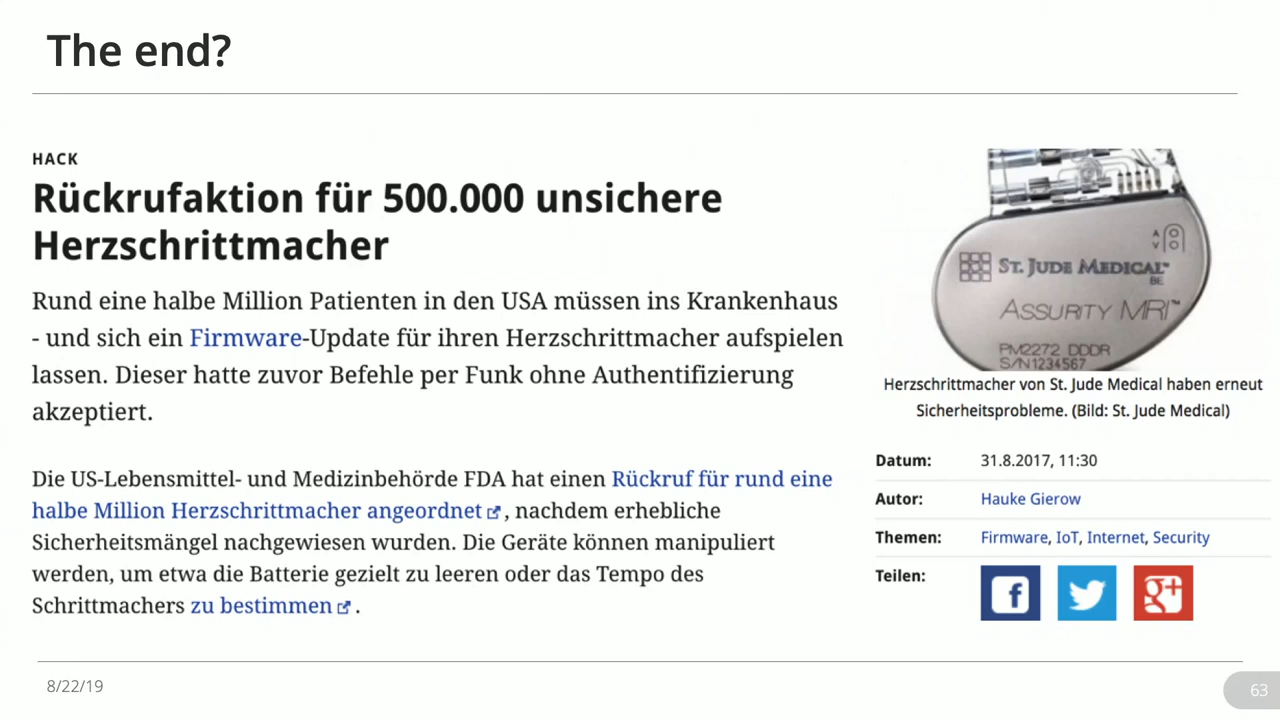 The end?
HACK
Rückrufaktion für 500.000 unsichere
Herzschrittmacher
Rund eine halbe Million Patienten in den USA müssen ins Krankenhaus
- und sich ein Firmware-Update für ihren Herzschrittmacher aufspielen
lassen. Dieser hatte zuvor Befehle per Funk ohne Authentifizierung
akzeptiert.
Die US-Lebensmittel- und Medizinbehörde FDA hat einen Rückruf für rund eine
halbe Million Herzschrittmacher angeordnet , nachdem erhebliche
Sicherheitsmängel nachgewiesen wurden. Die Geräte können manipuliert
werden, um etwa die Batterie gezielt zu leeren oder das Tempo des
Schrittmachers zu bestimmen .
A
V
ST. JUDE MEDICAL™
BE
ASSURITY MRI™
PM2272 DDDR
S/N1234567
Herzschrittmacher von St. Jude Medical haben erneut
Sicherheitsprobleme. (Bild: St. Jude Medical)
Datum: 31.8.2017, 11:30
Autor: Hauke Gierow
Themen: Firmware, IoT, Internet, Security
Teilen: f g+
8/22/19
63